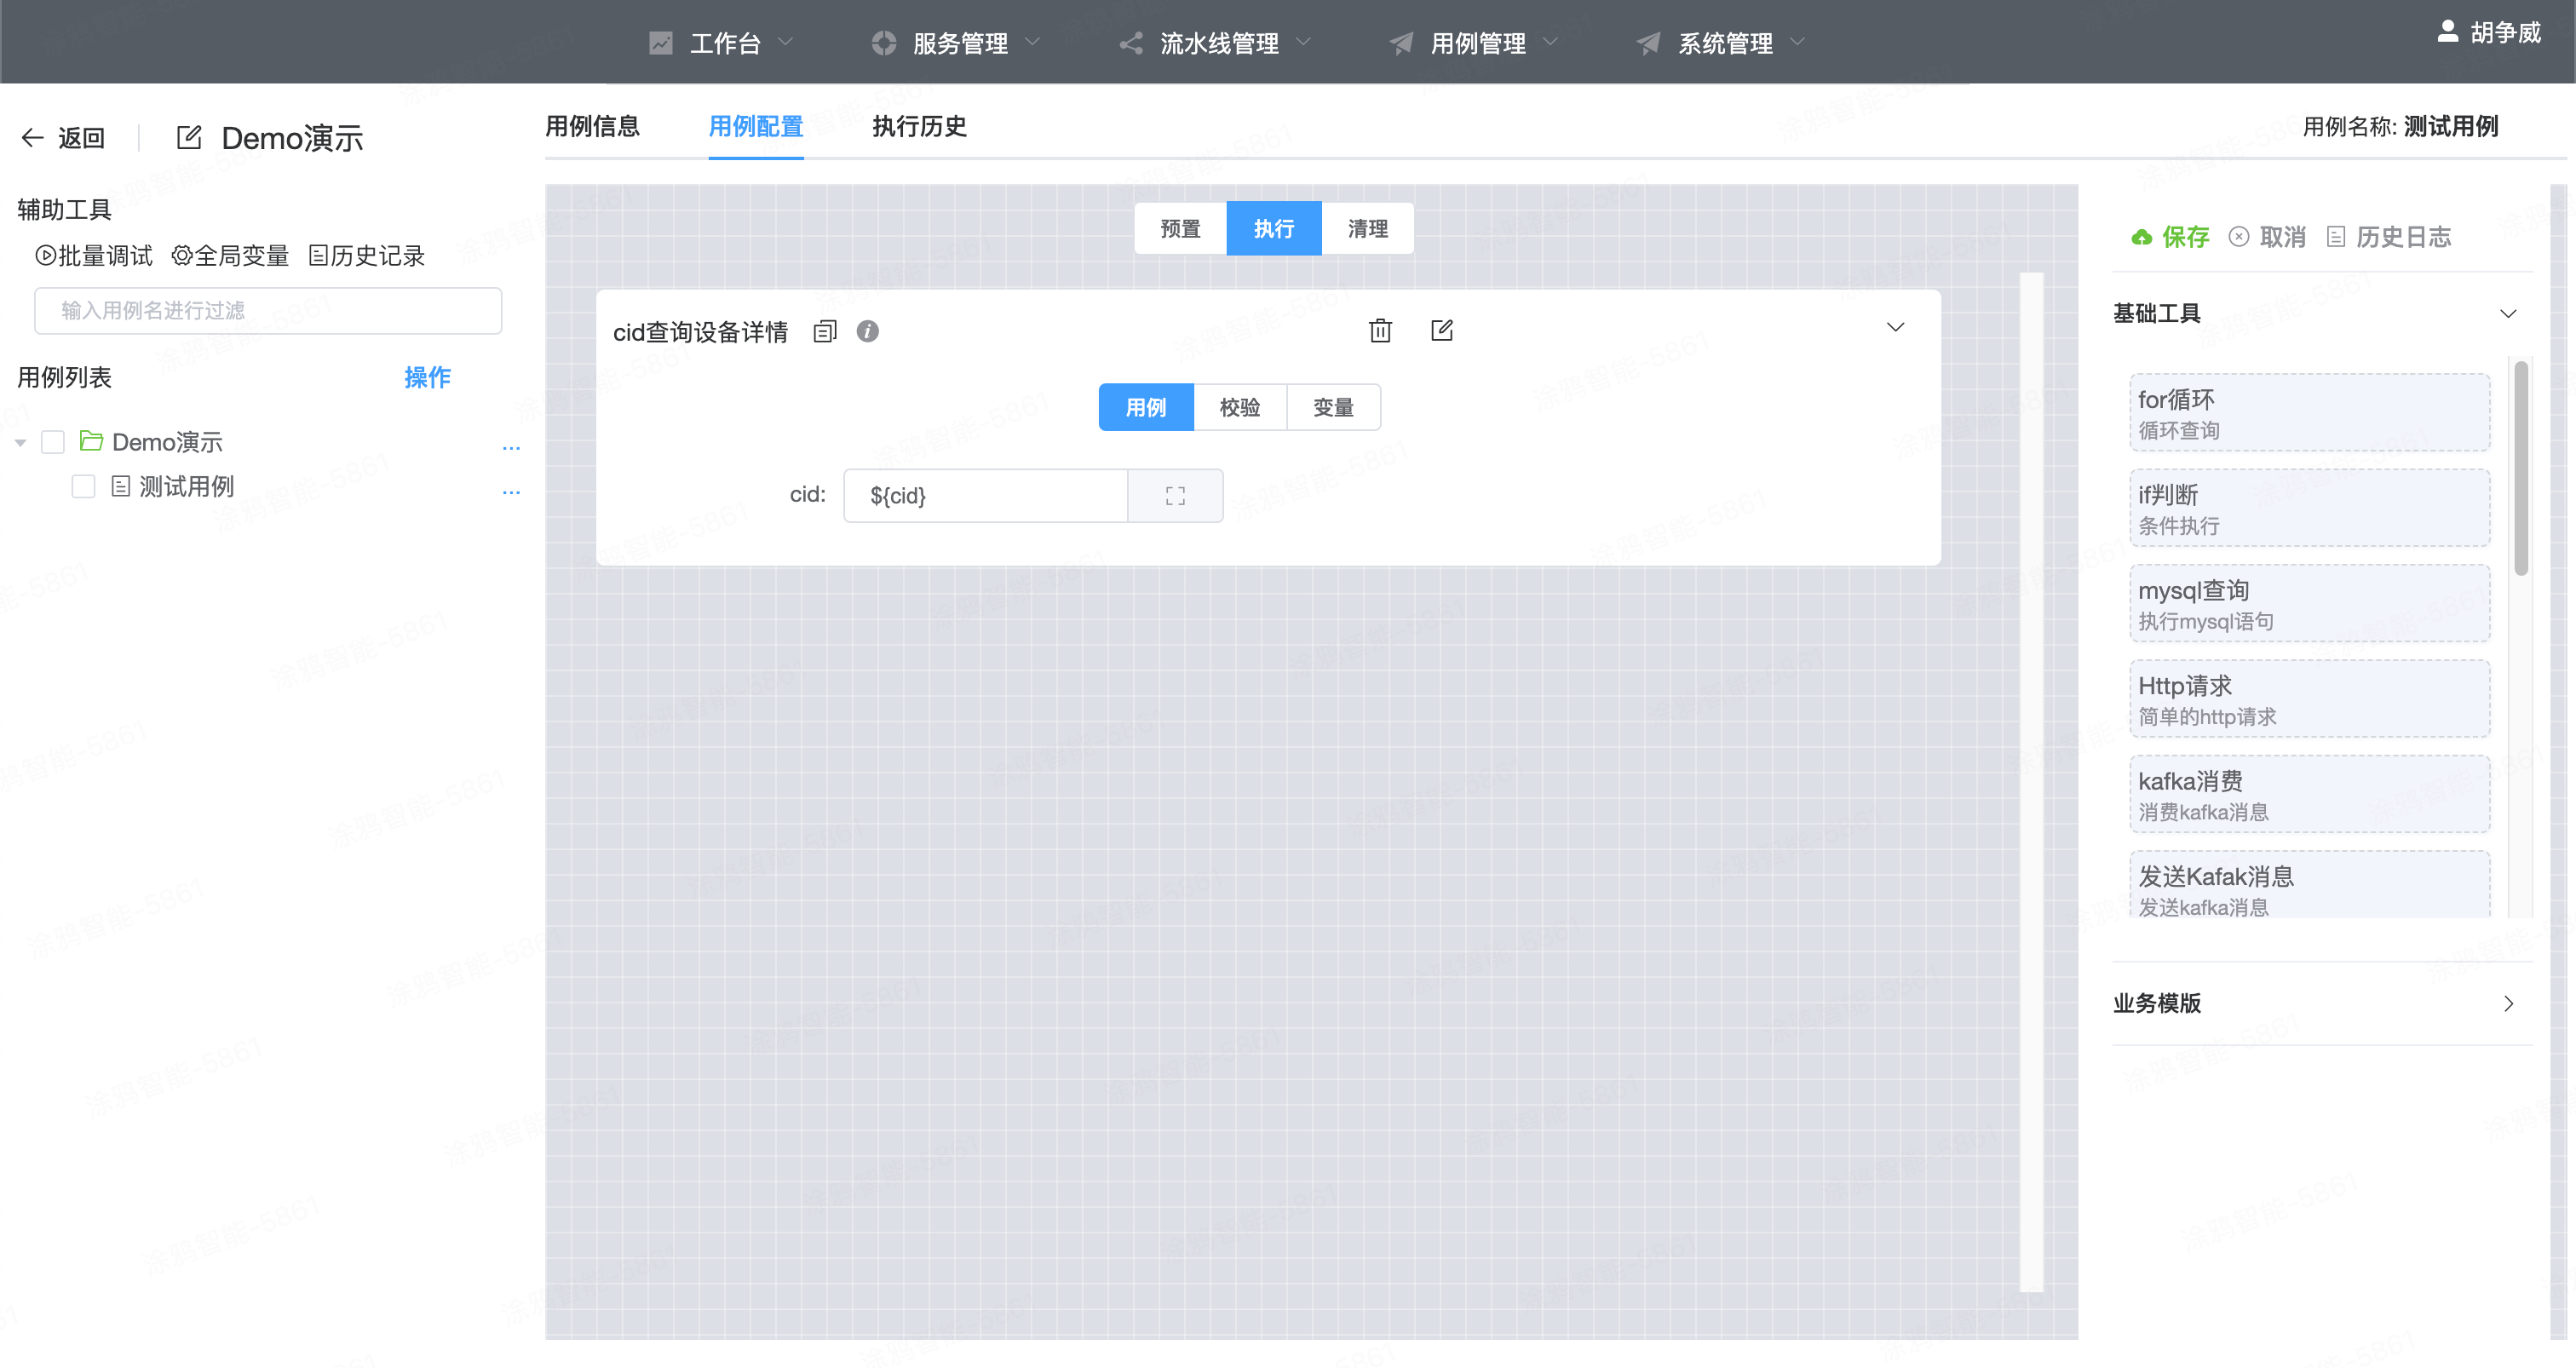 工作台
服务管理
流水线管理
用例管理
系统管理
胡争威
返回
Demo演示
用例信息
用例配置
执行历史
用例名称: 测试用例
辅助工具
批量调试 全局变量 历史记录
输入用例名进行过滤
用例列表
操作
Demo演示
...
测试用例
...
预置
执行
清理
cid查询设备详情
用例
校验
变量
cid:
${cid}
保存 取消 历史日志
基础工具
for循环
循环查询
if判断
条件执行
mysql查询
执行mysql语句
Http请求
简单的http请求
kafka消费
消费kafka消息
发送Kafak消息
发送kafka消息
业务模版
涂鸦智能-5861